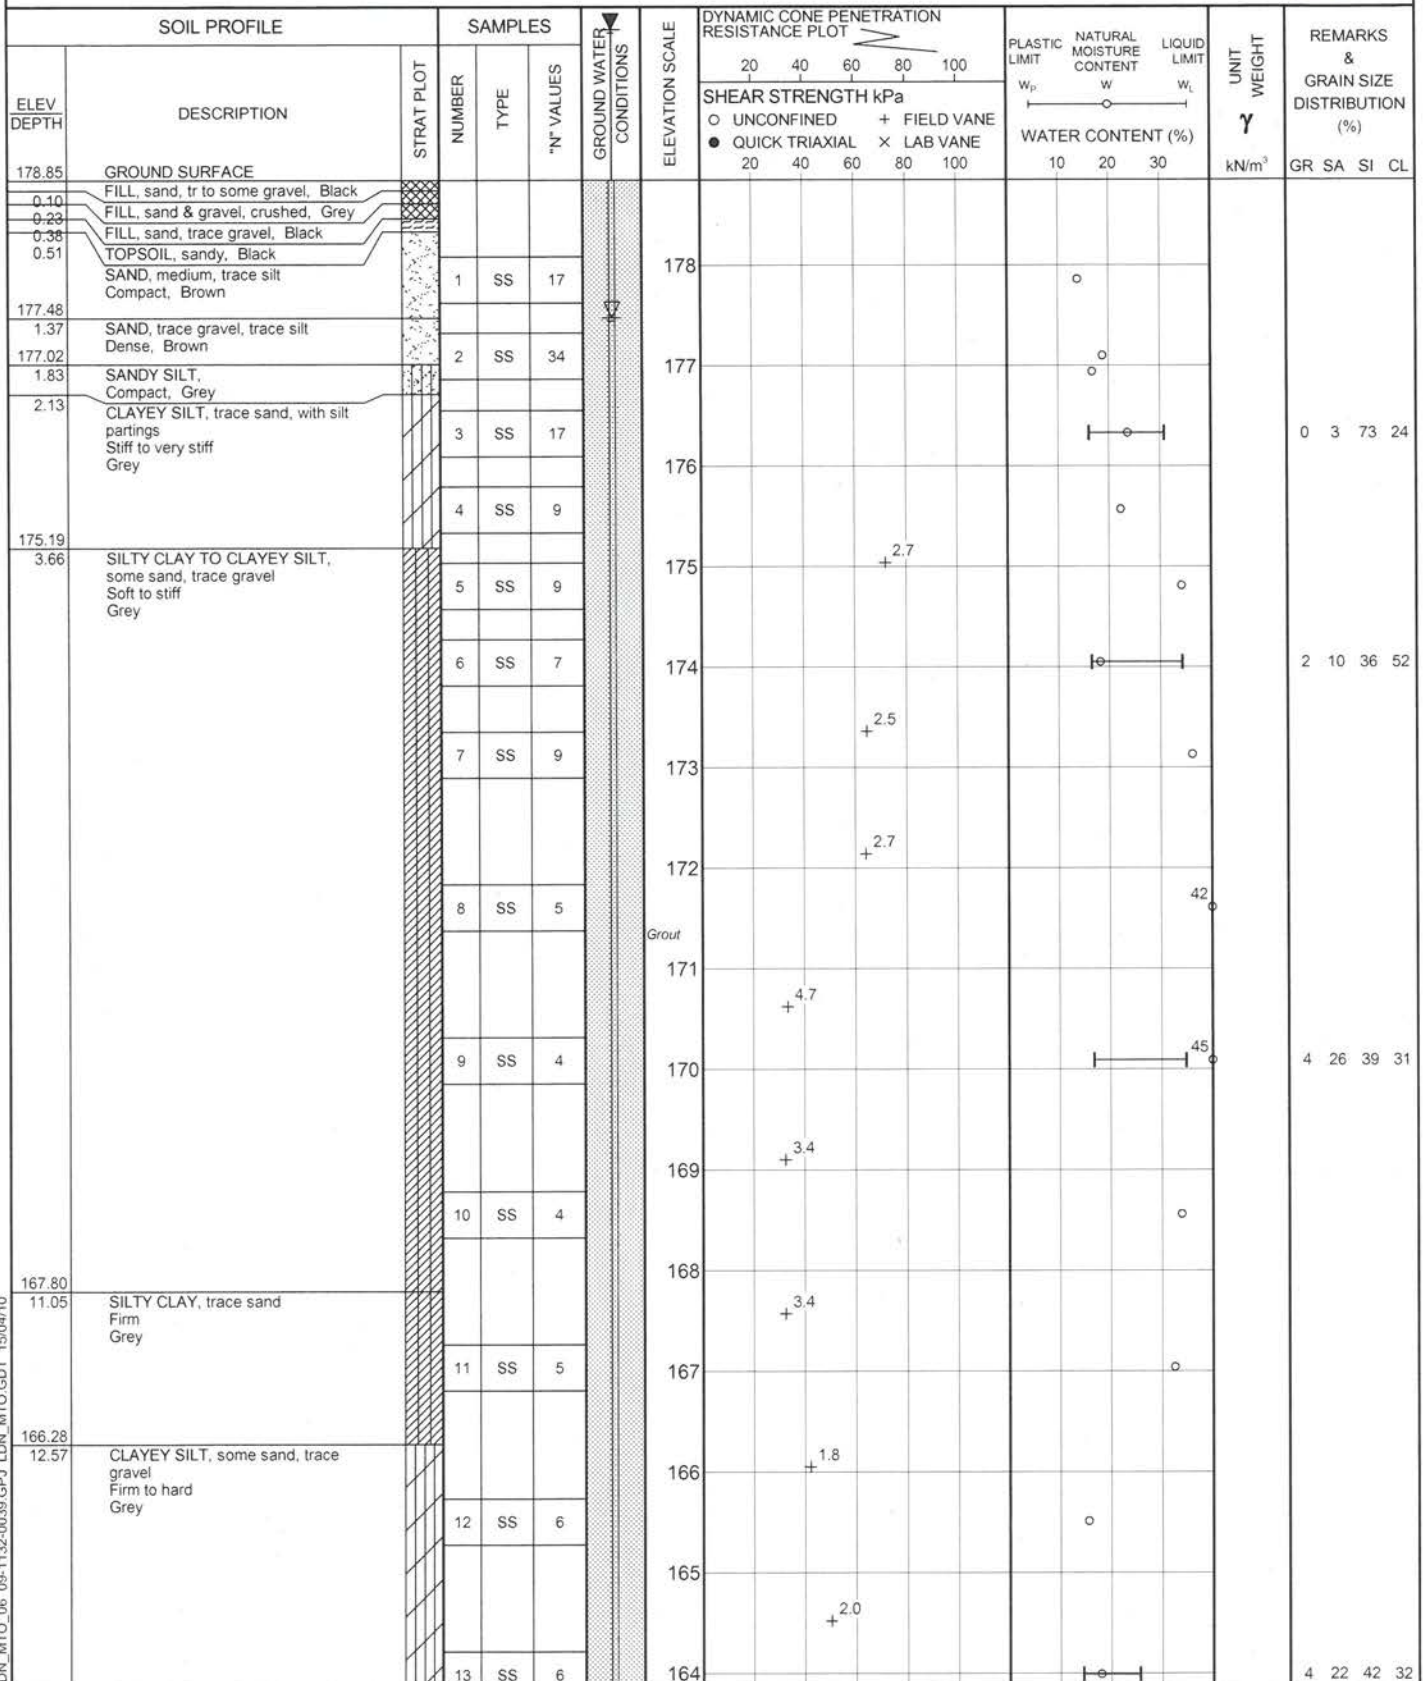 SOIL PROFILE
SAMPLES
GROUND WATER
CONDITIONS
ELEVATION SCALE
DYNAMIC CONE PENETRATION
RESISTANCE PLOT
20 40 60 80 100
SHEAR STRENGTH kPa
○ UNCONFINED + FIELD VANE
● QUICK TRIAXIAL × LAB VANE
20 40 60 80 100
PLASTIC LIMIT
NATURAL MOISTURE CONTENT
LIQUID LIMIT
WP W WL
WATER CONTENT (%)
10 20 30
UNIT WEIGHT
γ
kN/m³
REMARKS
&
GRAIN SIZE
DISTRIBUTION
(%)
GR SA SI CL
ELEV
DEPTH
DESCRIPTION
STRAT PLOT
NUMBER
TYPE
"N" VALUES
178.85 GROUND SURFACE
FILL, sand, tr to some gravel, Black
0.10
FILL, sand & gravel, crushed, Grey
0.23
FILL, sand, trace gravel, Black
0.38
0.51 TOPSOIL, sandy, Black
SAND, medium, trace silt
Compact, Brown
177.48
1.37 SAND, trace gravel, trace silt
Dense, Brown
177.02
1.83 SANDY SILT,
Compact, Grey
2.13
CLAYEY SILT, trace sand, with silt
partings
Stiff to very stiff
Grey
175.19
3.66 SILTY CLAY TO CLAYEY SILT,
some sand, trace gravel
Soft to stiff
Grey
167.80
11.05 SILTY CLAY, trace sand
Firm
Grey
166.28
12.57 CLAYEY SILT, some sand, trace
gravel
Firm to hard
Grey
1 SS 17
2 SS 34
3 SS 17
4 SS 9
5 SS 9
6 SS 7
7 SS 9
8 SS 5
9 SS 4
10 SS 4
11 SS 5
12 SS 6
13 SS 6
178
177
176
175
174
173
172
Grout
171
170
169
168
167
166
165
164
2.7
2.5
2.7
4.7
3.4
3.4
1.8
2.0
42
45
0 3 73 24
2 10 36 52
4 26 39 31
4 22 42 32